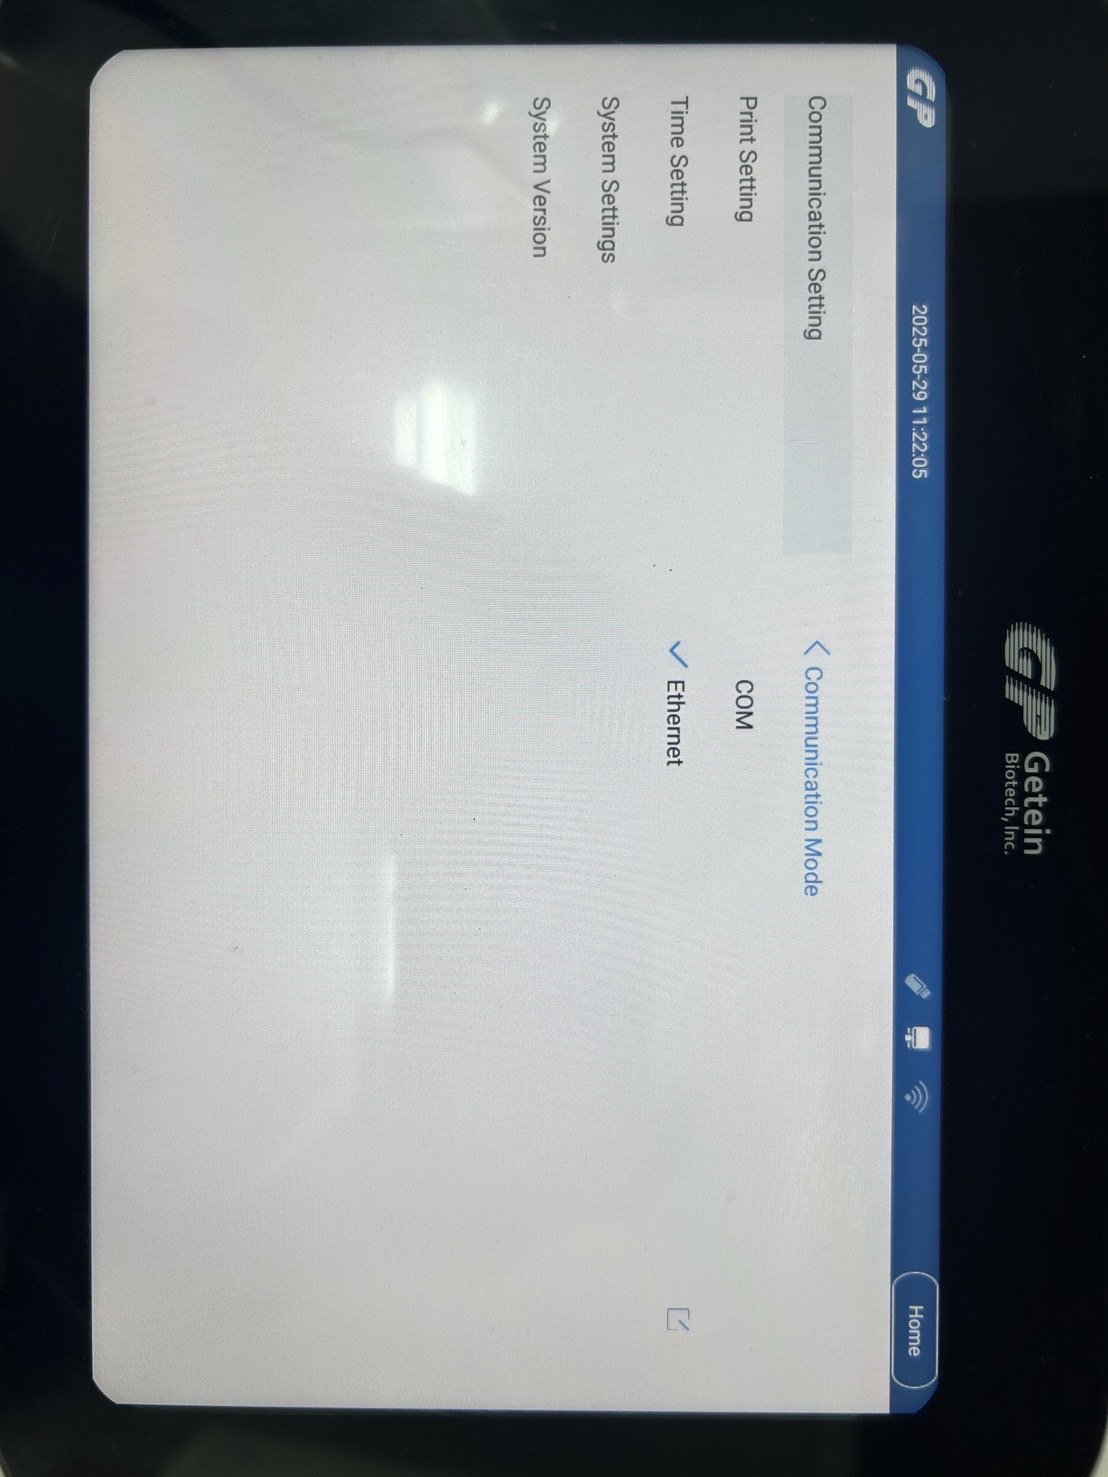 GP Getein
Biotech, Inc.
GP 2025-05-29 11:22:05 Home
Communication Setting
Print Setting
Time Setting
System Settings
System Version
Communication Mode
COM
Ethernet